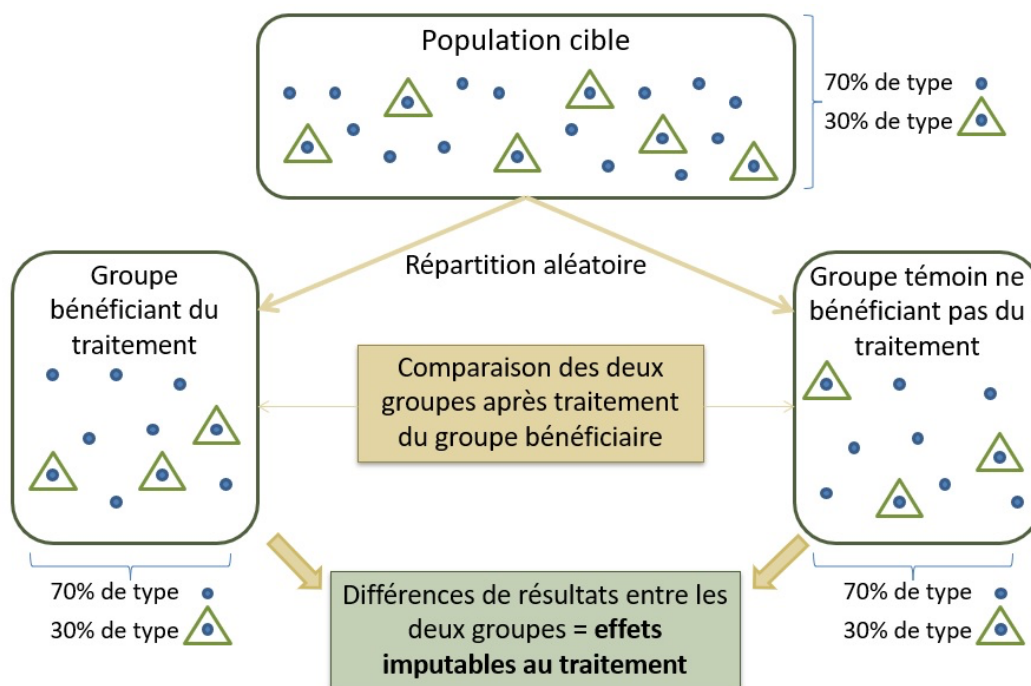 Population cible
70% de type
30% de type
Répartition aléatoire
Groupe
bénéficiant du
traitement
Groupe témoin ne
bénéficiant pas du
traitement
Comparaison des deux
groupes après traitement
du groupe bénéficiaire
70% de type
30% de type
70% de type
30% de type
Différences de résultats entre les
deux groupes = effets
imputables au traitement